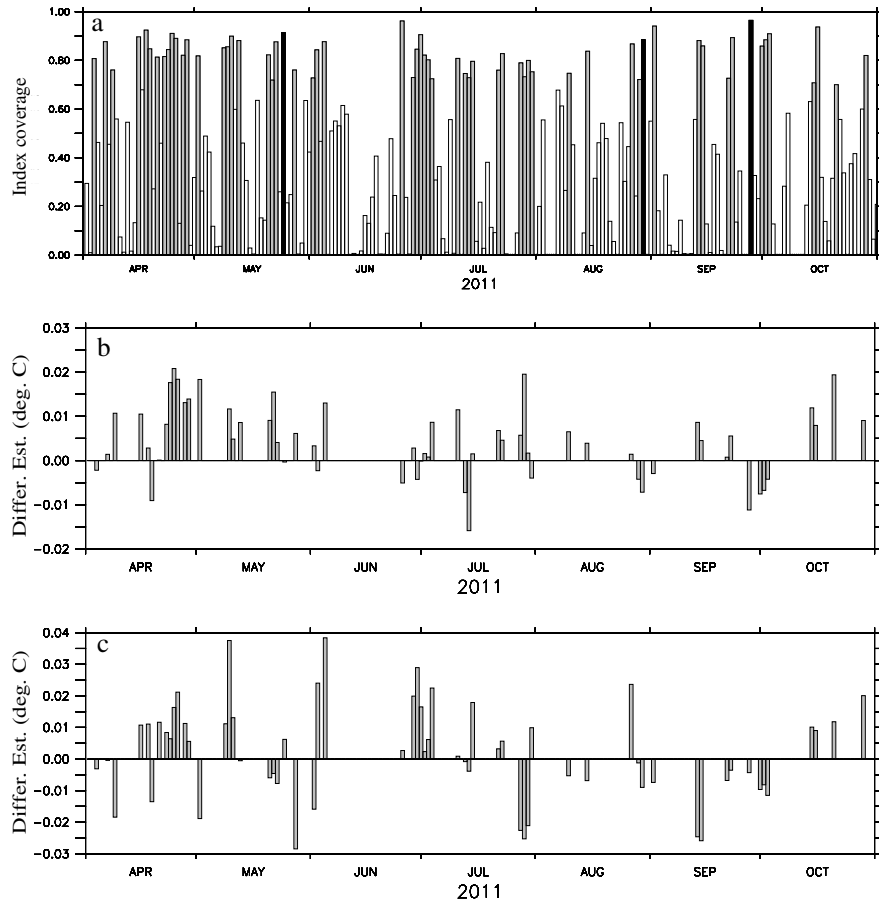 a
Index coverage
1.00
0.80
0.60
0.40
0.20
0.00
APR MAY JUN JUL AUG SEP OCT
2011
b
Differ. Est. (deg. C)
0.03
0.02
0.01
0.00
−0.01
−0.02
APR MAY JUN JUL AUG SEP OCT
2011
c
Differ. Est. (deg. C)
0.04
0.03
0.02
0.01
0.00
−0.01
−0.02
−0.03
APR MAY JUN JUL AUG SEP OCT
2011